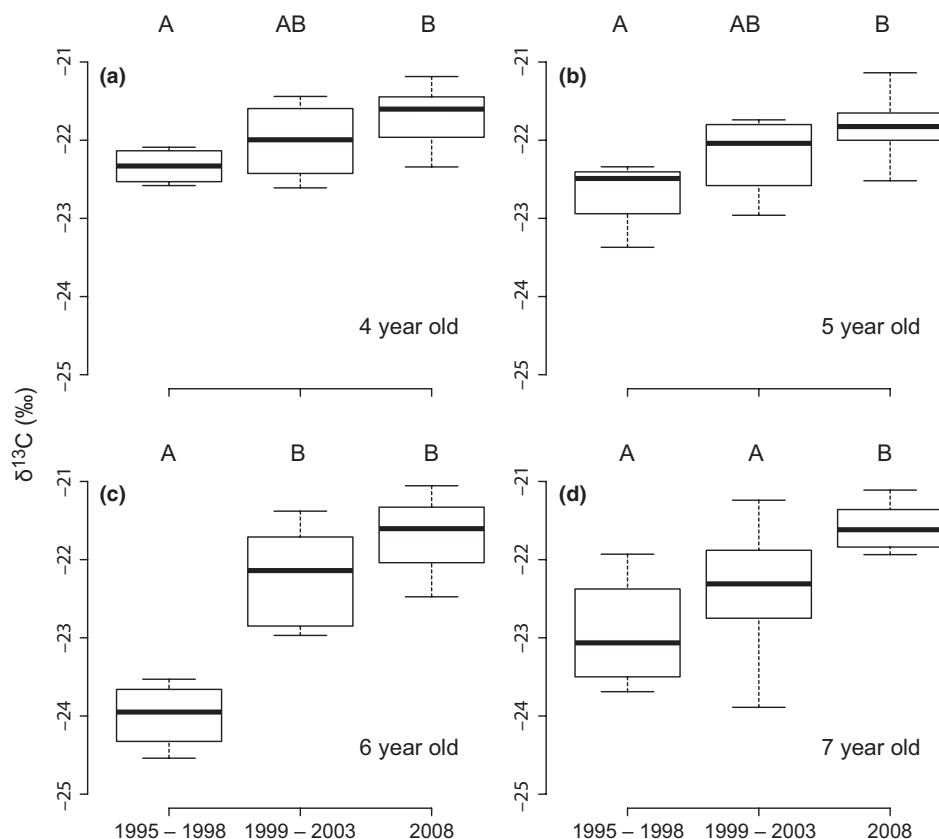 A AB B A AB B
(a) (b)
−21 −22 −23 −24 −25
−21 −22 −23 −24 −25
4 year old 5 year old
δ¹³C (‰)
A B B A A B
(c) (d)
−21 −22 −23 −24 −25
−21 −22 −23 −24 −25
6 year old 7 year old
1995 – 1998 1999 – 2003 2008 1995 – 1998 1999 – 2003 2008